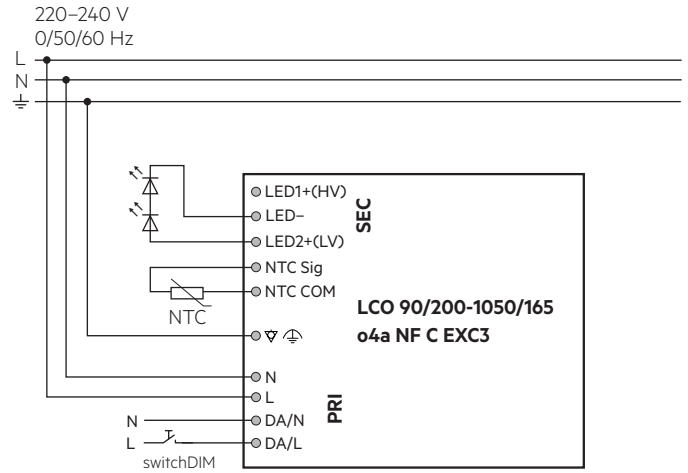 220–240 V
0/50/60 Hz
L
N
LED1+(HV)
LED–
LED2+(LV)
SEC
NTC Sig
NTC COM
NTC
LCO 90/200-1050/165
o4a NF C EXC3
N
L
PRI
N
DA/N
L
DA/L
switchDIM